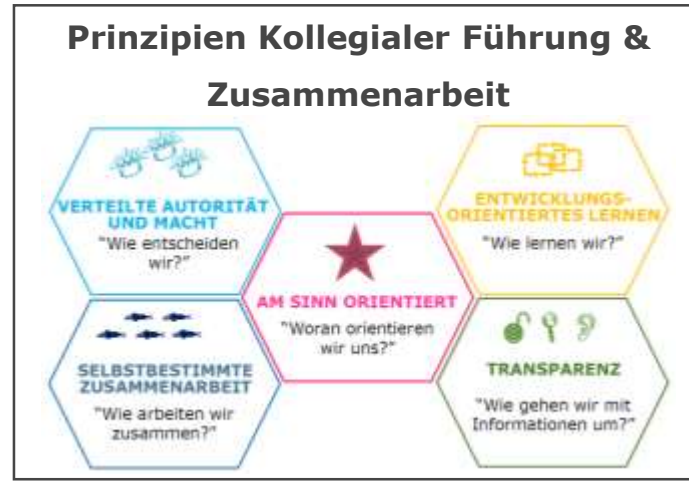 Prinzipien Kollegialer Führung &
Zusammenarbeit
VERTEILTE AUTORITÄT
UND MACHT
"Wie entscheiden
wir?"
ENTWICKLUNGS-
ORIENTIERTES LERNEN
"Wie lernen wir?"
AM SINN ORIENTIERT
"Woran orientieren
wir uns?"
SELBSTBESTIMMTE
ZUSAMMENARBEIT
"Wie arbeiten wir
zusammen?"
TRANSPARENZ
"Wie gehen wir mit
Informationen um?"